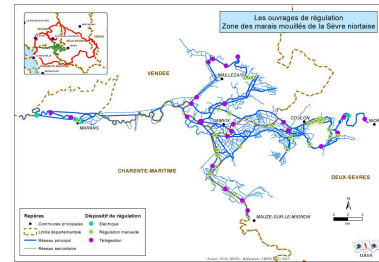 Les ouvrages de régulation
Zone des marais mouillés de la Sèvre niortaise
VENDEE
MAILLEZAIS
MARANS
DAMVIX
COULON
NIOR
CHARENTE-MARITIME
DEUX-SEVRES
MAUZE-SUR-LE-MIGNON
Repères
Communes principales
Limite départementale
Réseau principal
Réseau secondaire
Dispositif de régulation
Electrique
Régulation manuelle
Télégestion
N